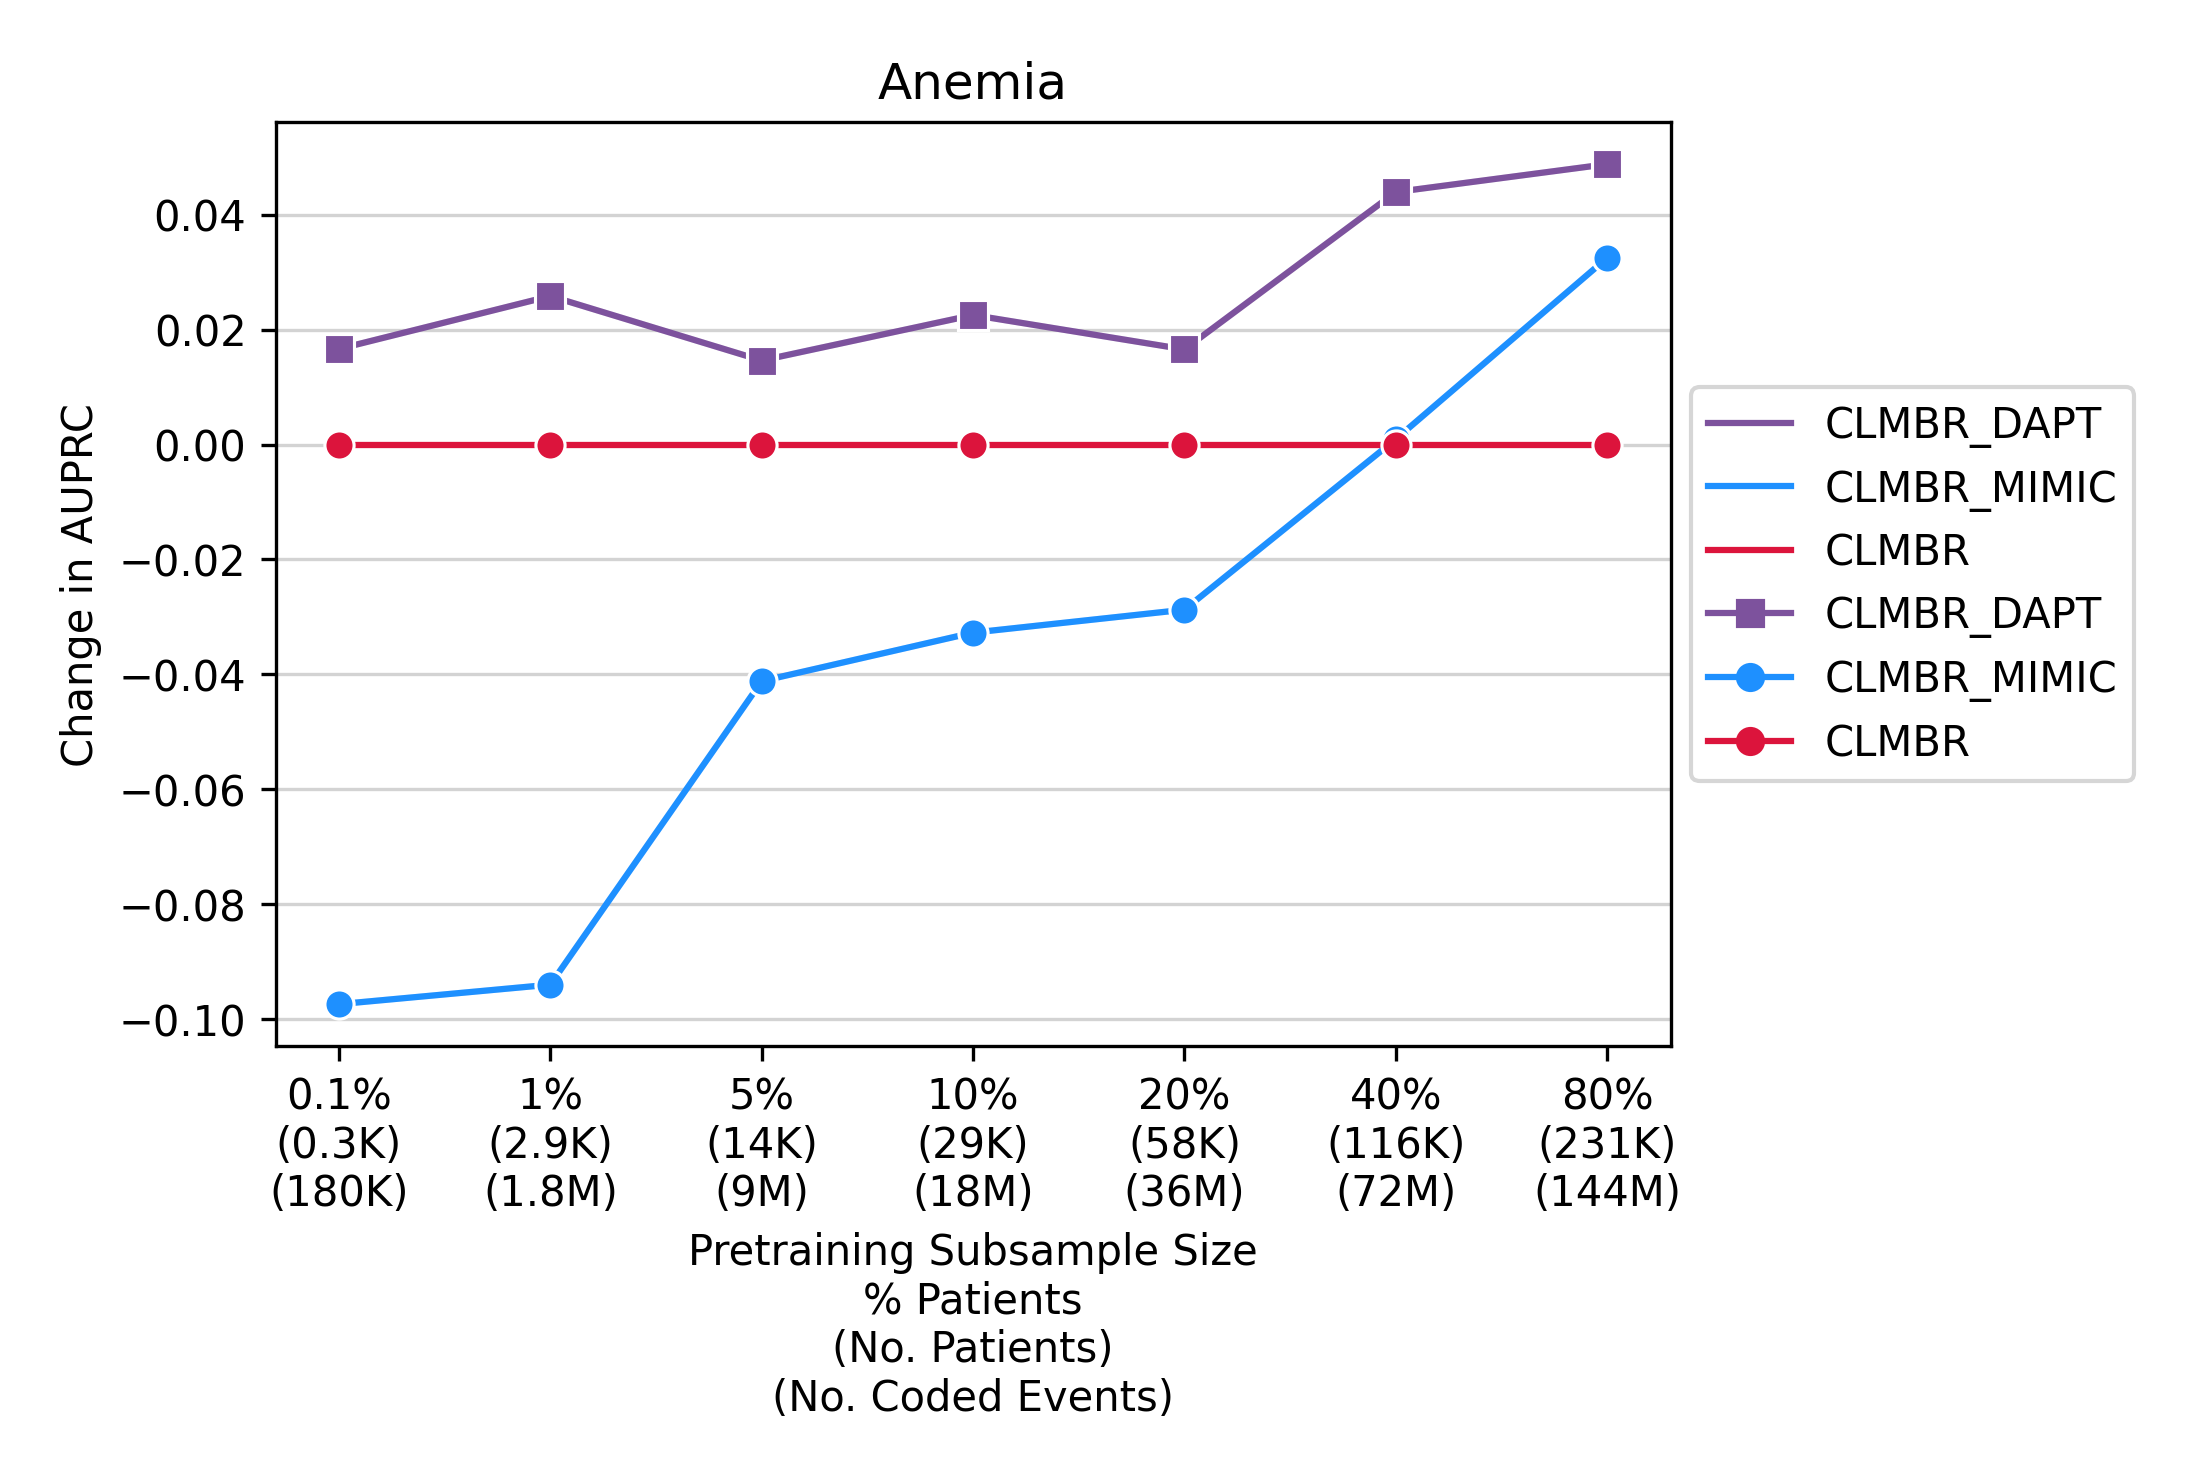 Anemia
Change in AUPRC
0.04
0.02
0.00
−0.02
−0.04
−0.06
−0.08
−0.10
0.1% 1% 5% 10% 20% 40% 80%
(0.3K) (2.9K) (14K) (29K) (58K) (116K) (231K)
(180K) (1.8M) (9M) (18M) (36M) (72M) (144M)
Pretraining Subsample Size
% Patients
(No. Patients)
(No. Coded Events)
CLMBR_DAPT
CLMBR_MIMIC
CLMBR
CLMBR_DAPT
CLMBR_MIMIC
CLMBR